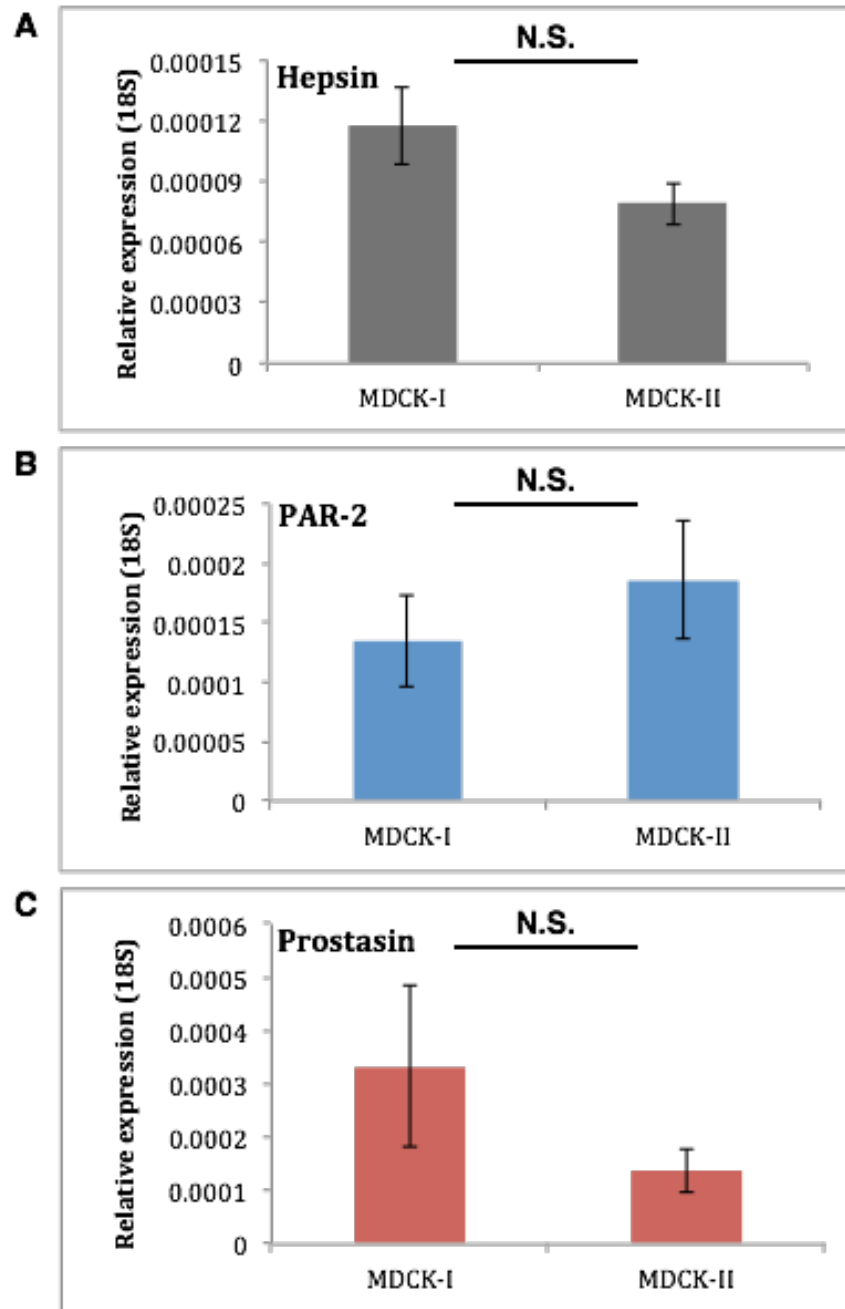 A
N.S.
Hepsin
Relative expression (18S)
0.00015
0.00012
0.00009
0.00006
0.00003
0
MDCK-I
MDCK-II
B
N.S.
PAR-2
Relative expression (18S)
0.00025
0.0002
0.00015
0.0001
0.00005
0
MDCK-I
MDCK-II
C
N.S.
Prostasin
Relative expression (18S)
0.0006
0.0005
0.0004
0.0003
0.0002
0.0001
0
MDCK-I
MDCK-II